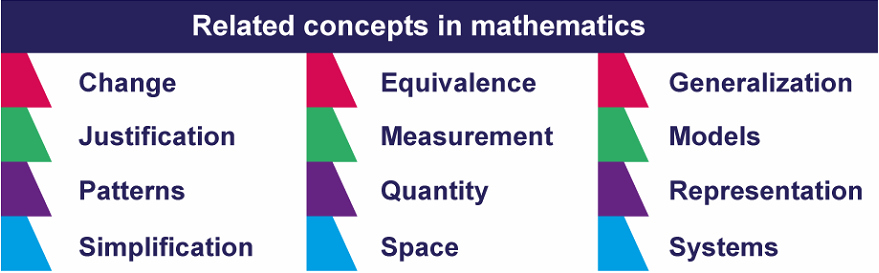 Related concepts in mathematics
Change Equivalence Generalization
Justification Measurement Models
Patterns Quantity Representation
Simplification Space Systems